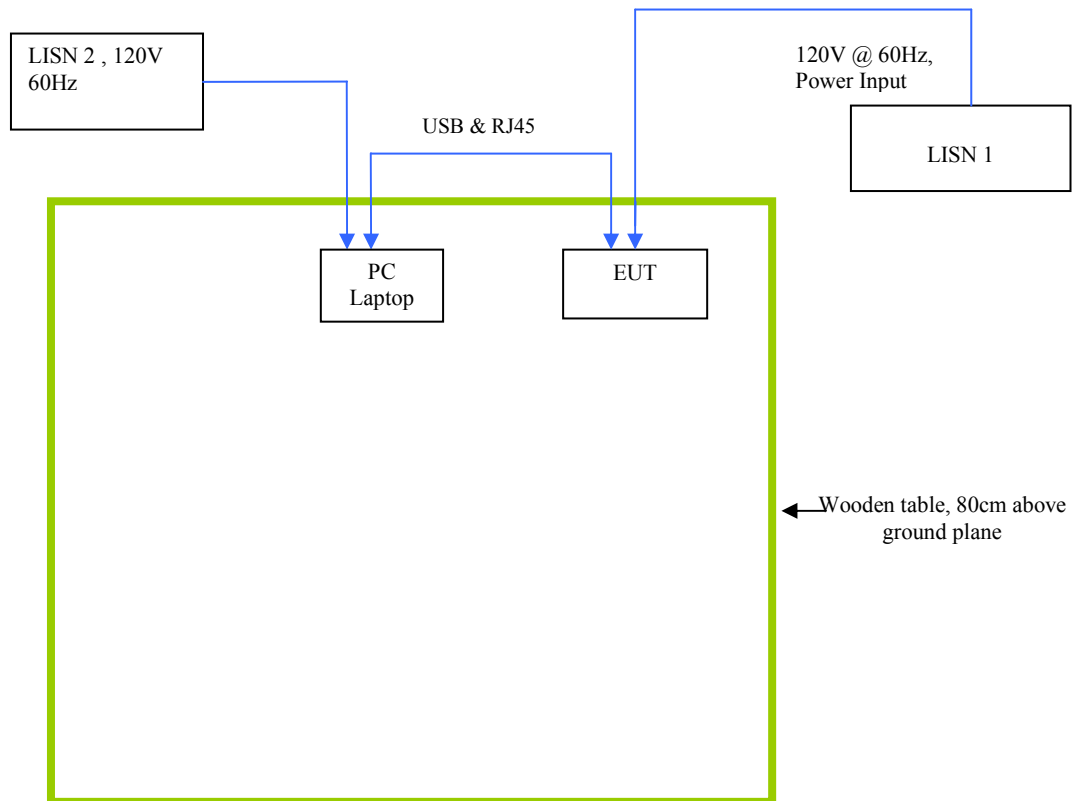 LISN 2 , 120V
60Hz
120V @ 60Hz,
Power Input
USB & RJ45
LISN 1
PC
Laptop
EUT
Wooden table, 80cm above
ground plane